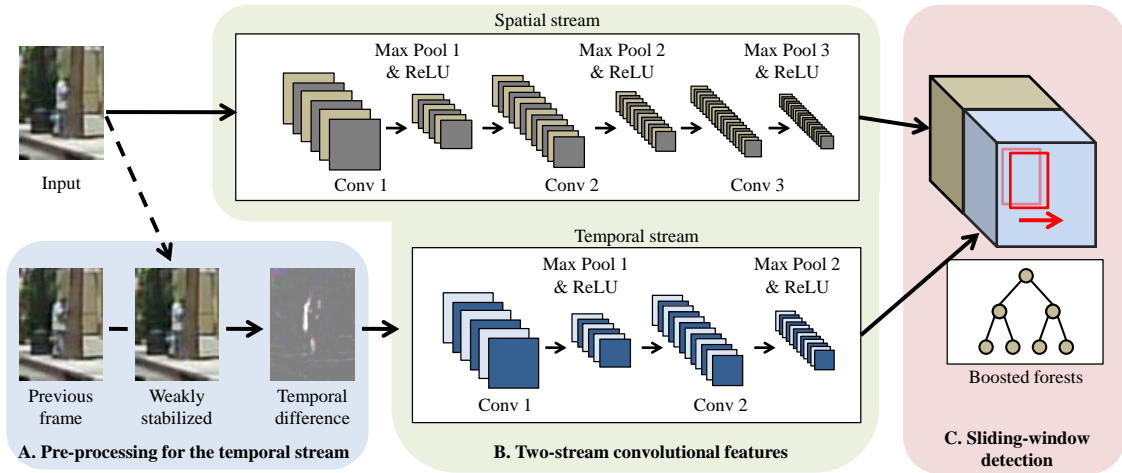 Spatial stream
Max Pool 1
& ReLU
Max Pool 2
& ReLU
Max Pool 3
& ReLU
Input
Conv 1
Conv 2
Conv 3
Temporal stream
Max Pool 1
& ReLU
Max Pool 2
& ReLU
Conv 1
Conv 2
Previous
frame
Weakly
stabilized
Temporal
difference
Boosted forests
A. Pre-processing for the temporal stream
B. Two-stream convolutional features
C. Sliding-window
detection